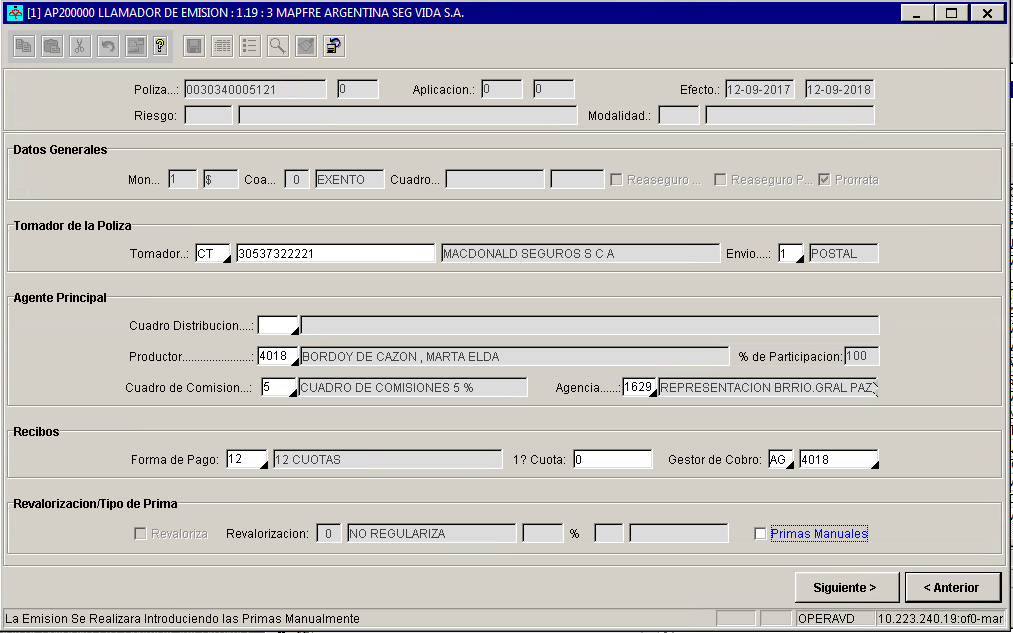 [1] AP200000 LLAMADOR DE EMISION : 1.19 : 3 MAPFRE ARGENTINA SEG VIDA S.A.
Poliza...: 0030340005121 0 Aplicacion.: 0 0 Efecto.: 12-09-2017 12-09-2018
Riesgo: Modalidad.:
Datos Generales
Mon... 1 $ Coa... 0 EXENTO Cuadro... Reaseguro ... Reaseguro P... Prorrata
Tomador de la Poliza
Tomador..: CT 30537322221 MACDONALD SEGUROS S C A Envio....: 1 POSTAL
Agente Principal
Cuadro Distribucion....:
Productor......................: 4018 BORDOY DE CAZON , MARTA ELDA % de Participacion: 100
Cuadro de Comision...: 5 CUADRO DE COMISIONES 5 % Agencia......: 1629 REPRESENTACION BRRIO.GRAL PAZ
Recibos
Forma de Pago: 12 12 CUOTAS 1? Cuota: 0 Gestor de Cobro: AG 4018
Revalorizacion/Tipo de Prima
Revaloriza Revalorizacion: 0 NO REGULARIZA % Primas Manuales
Siguiente > < Anterior
La Emision Se Realizara Introduciendo las Primas Manualmente OPERAVD 10.223.240.19:of0-mar